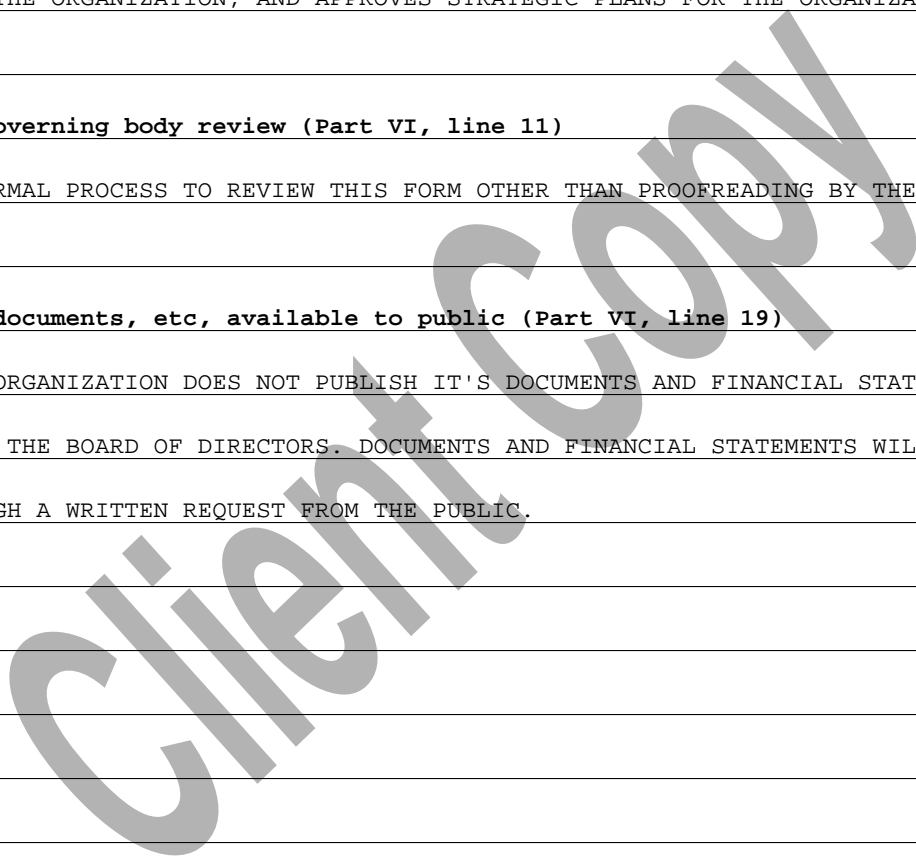 THE ORGANIZATION, AND APPROVES STRATEGIC PLANS FOR THE
overning body review (Part VI, line 11)
RMAL PROCESS TO REVIEW THIS FORM OTHER THAN PROOFREADING BY THE
documents, etc, available to public (Part VI, line 19)
ORGANIZATION DOES NOT PUBLISH IT'S DOCUMENTS AND FINANCIAL STAT
THE BOARD OF DIRECTORS. DOCUMENTS AND FINANCIAL STATEMENTS WIL
GH A WRITTEN REQUEST FROM THE PUBLIC.
Client Copy